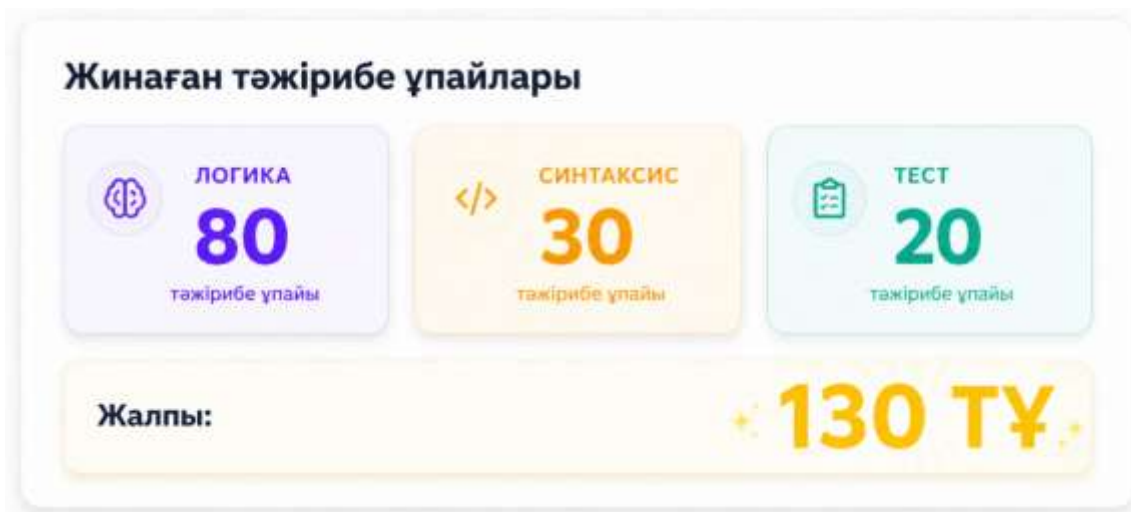 Жинаған тәжірибе ұпайлары
ЛОГИКА
80
тәжірибе ұпайы
СИНТАКСИС
30
тәжірибе ұпайы
ТЕСТ
20
тәжірибе ұпайы
Жалпы:
130 ТҰ